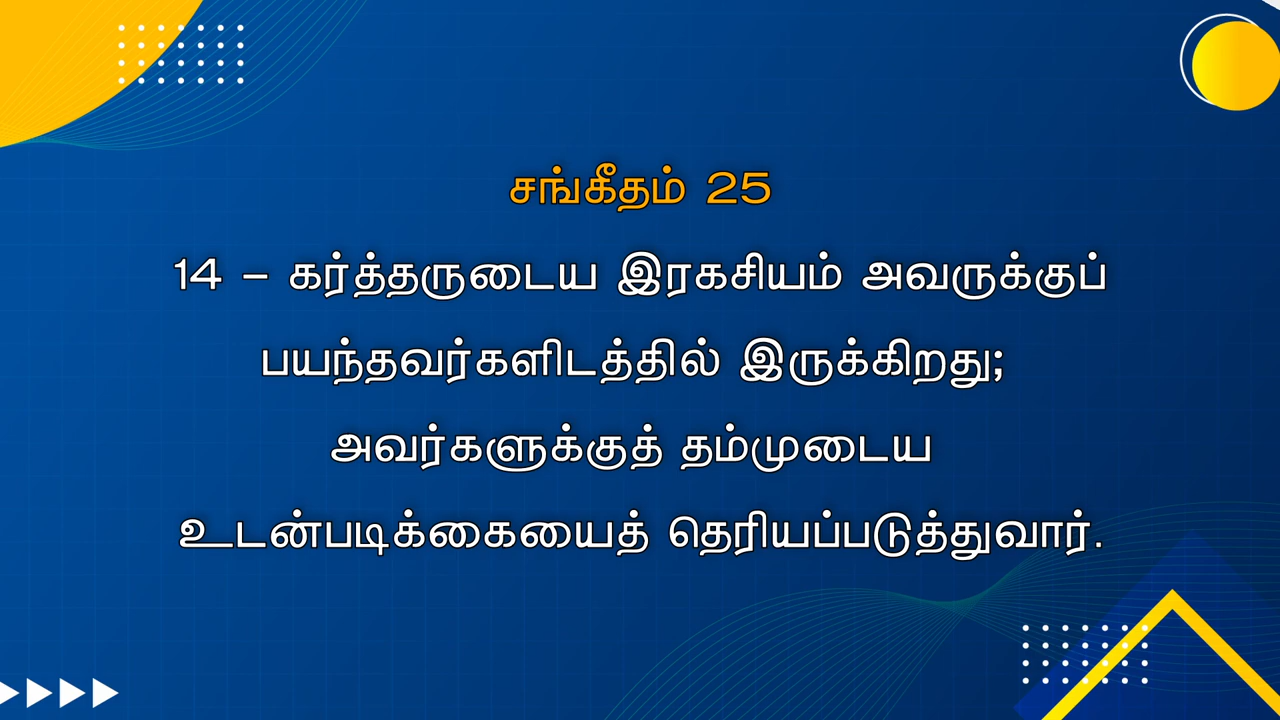 சங்கீதம் 25
14 – கர்த்தருடைய இரகசியம் அவருக்குப்
பயந்தவர்களிடத்தில் இருக்கிறது;
அவர்களுக்குத் தம்முடைய
உடன்படிக்கையைத் தெரியப்படுத்துவார்.